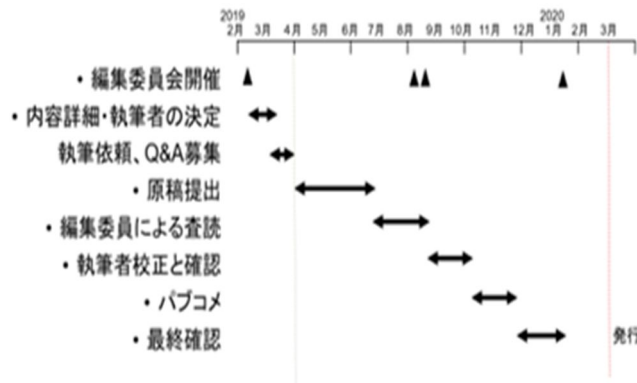 2019 2020
2月 3月 4月 5月 6月 7月 8月 9月 10月 11月 12月 1月 2月 3月
・編集委員会開催
・内容詳細・執筆者の決定
執筆依頼、Q&A募集
・原稿提出
・編集委員による査読
・執筆者校正と確認
・パブコメ
・最終確認
発行